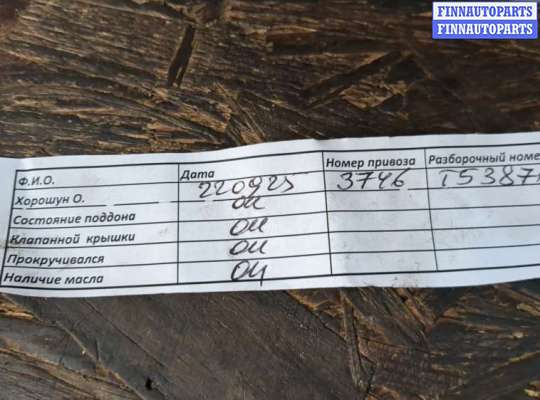 FINNAUTOPARTS
FINNAUTOPARTS
Ф.И.О. Дата Номер привоза Разборочный номе
Хорошун О. 220925 3746 T5387
Состояние поддона ок
Клапанной крышки ок
Прокручивался ок
Наличие масла ок